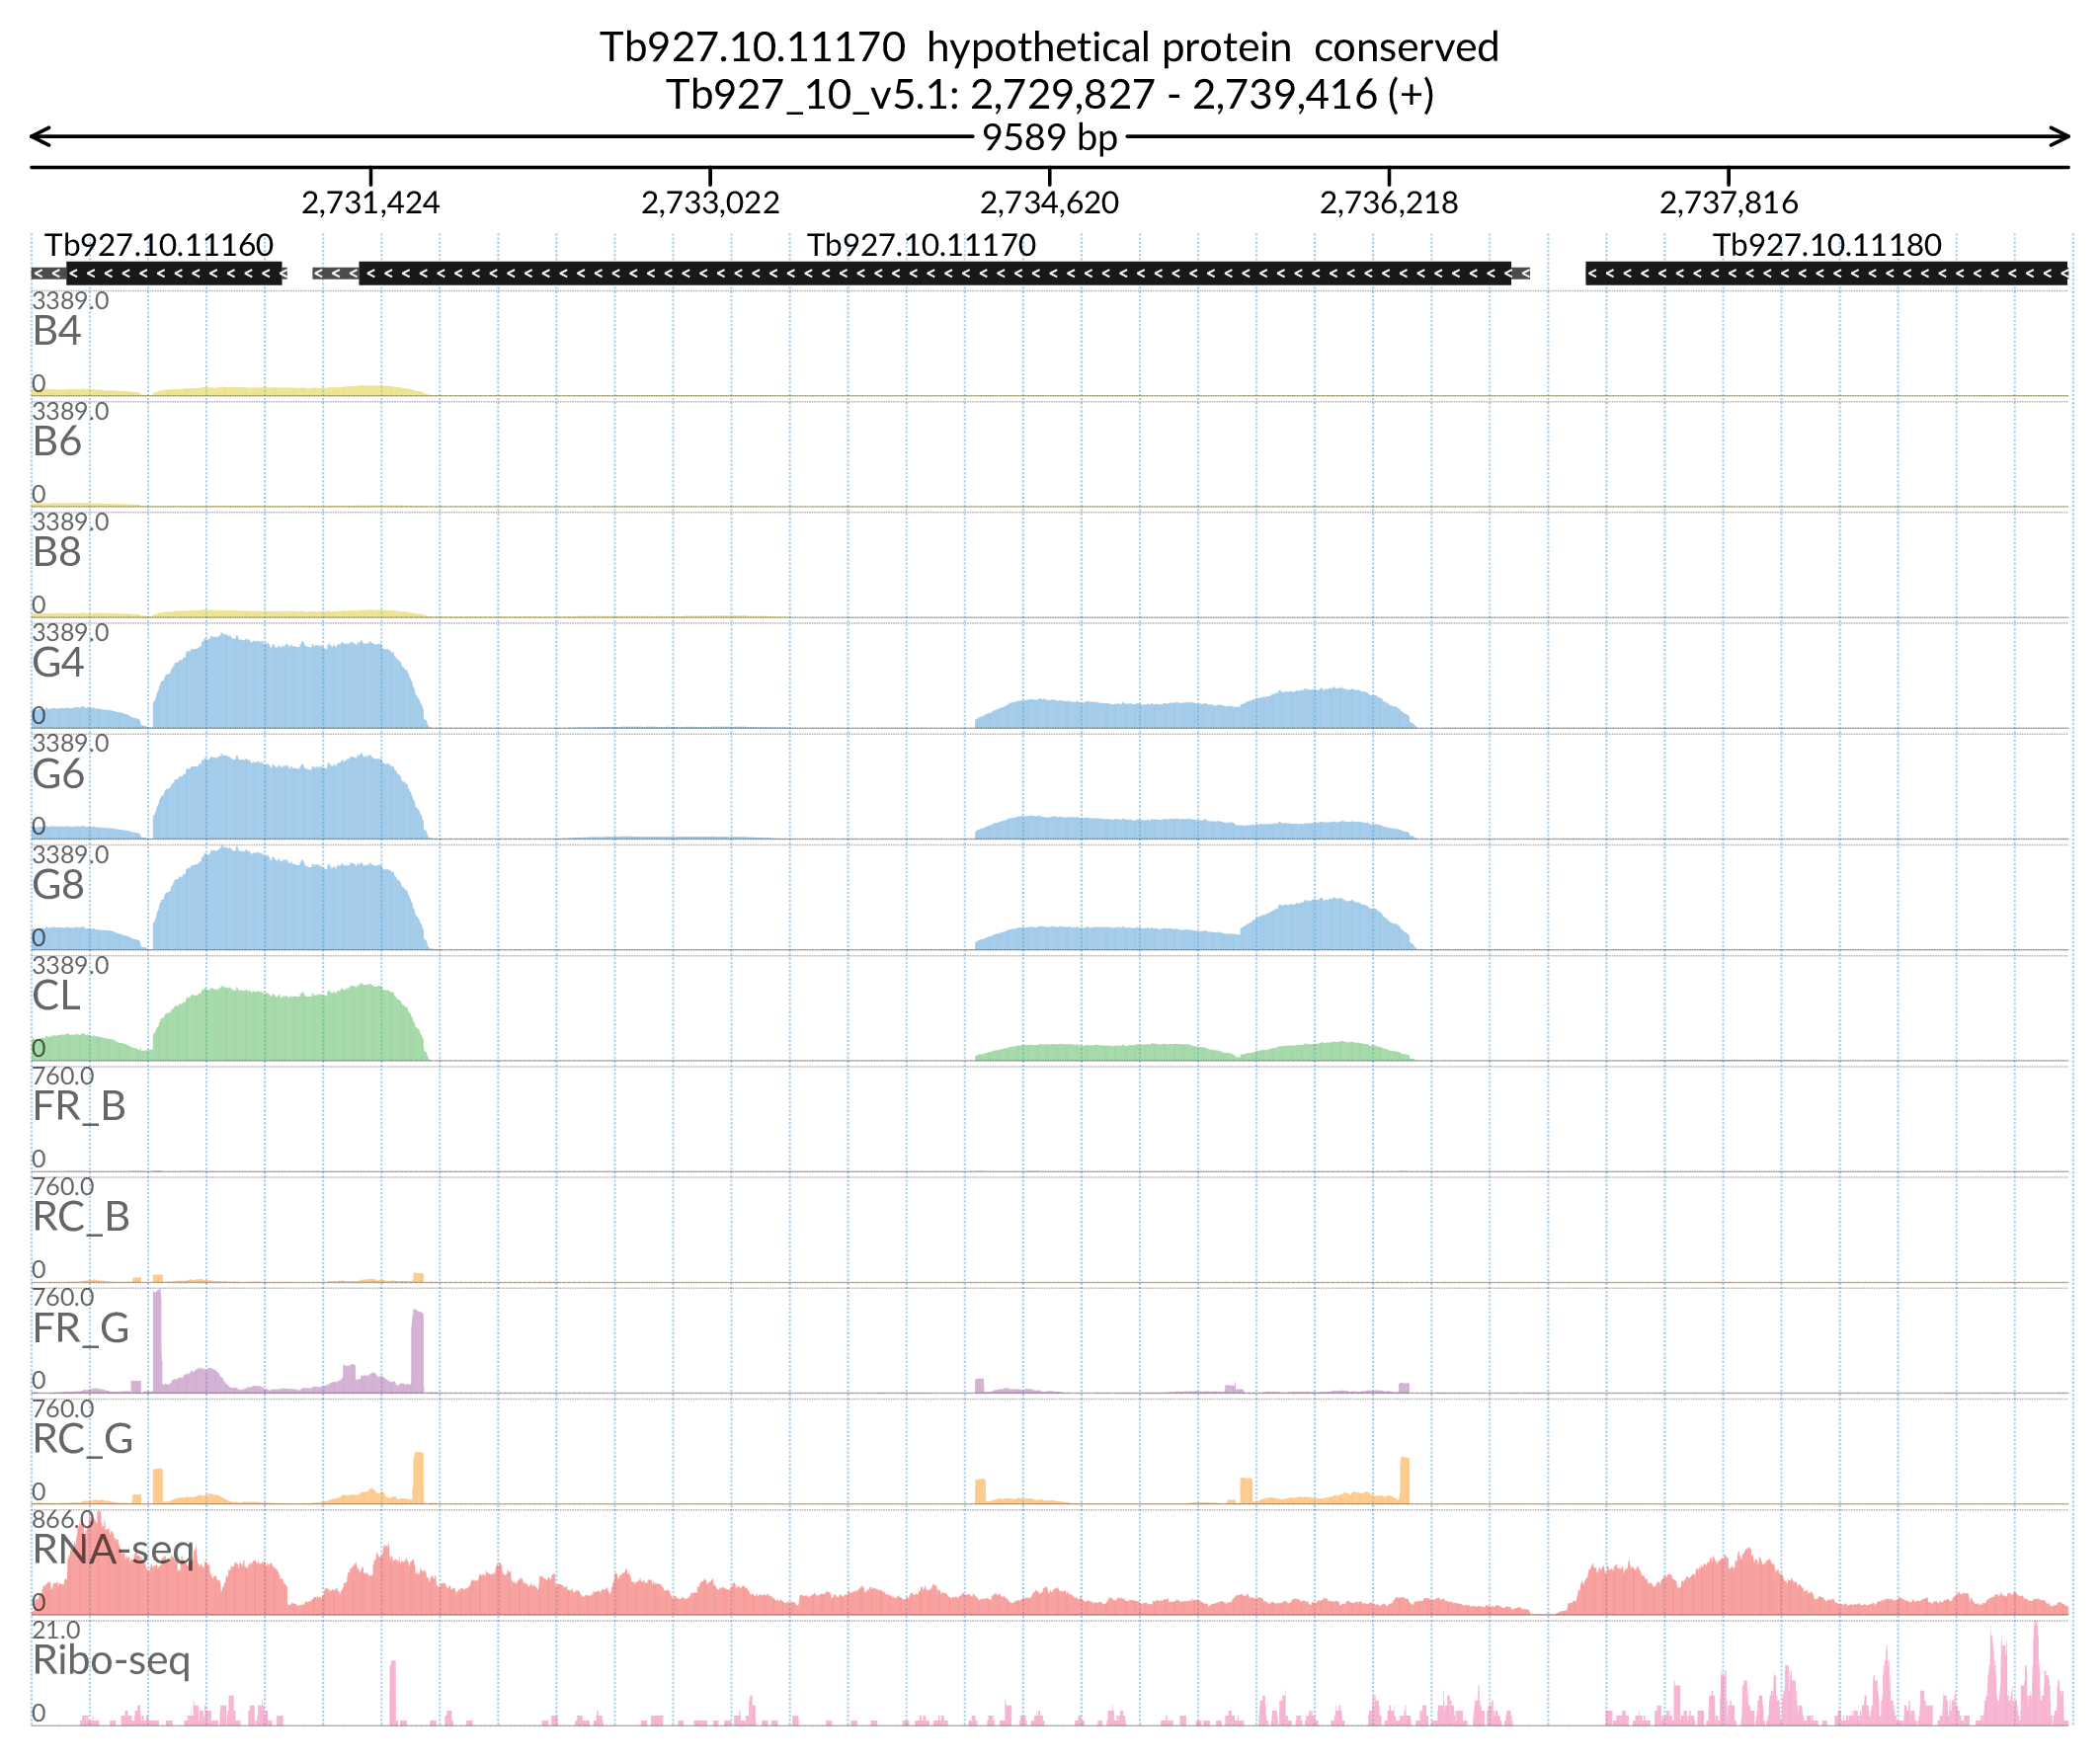 Tb927.10.11170  hypothetical protein  conserved
Tb927_10_v5.1: 2,729,827 - 2,739,416 (+)
9589 bp
2,731,424 2,733,022 2,734,620 2,736,218 2,737,816
Tb927.10.11160 Tb927.10.11170 Tb927.10.11180
3389.0
B4
0
3389.0
B6
0
3389.0
B8
0
3389.0
G4
0
3389.0
G6
0
3389.0
G8
0
3389.0
CL
0
760.0
FR_B
0
760.0
RC_B
0
760.0
FR_G
0
760.0
RC_G
0
866.0
RNA-seq
0
21.0
Ribo-seq
0